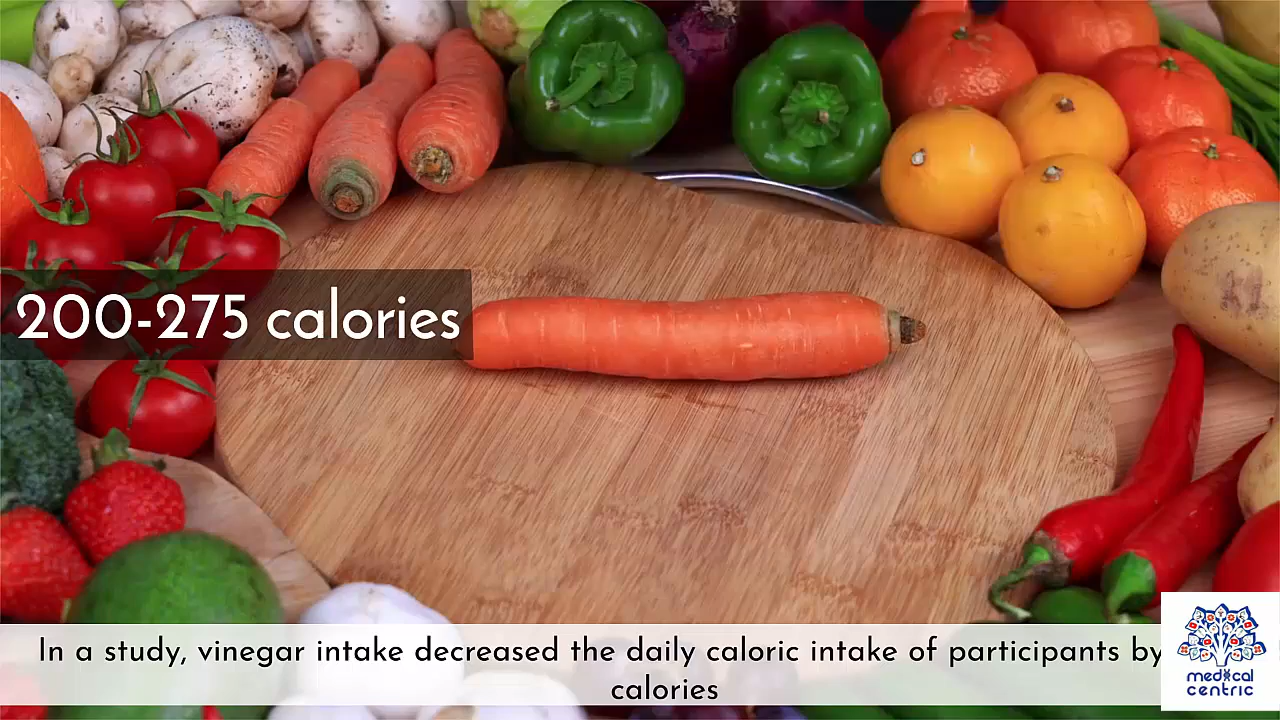 200-275 calories
In a study, vinegar intake decreased the daily caloric intake of participants by
calories
medical
centric